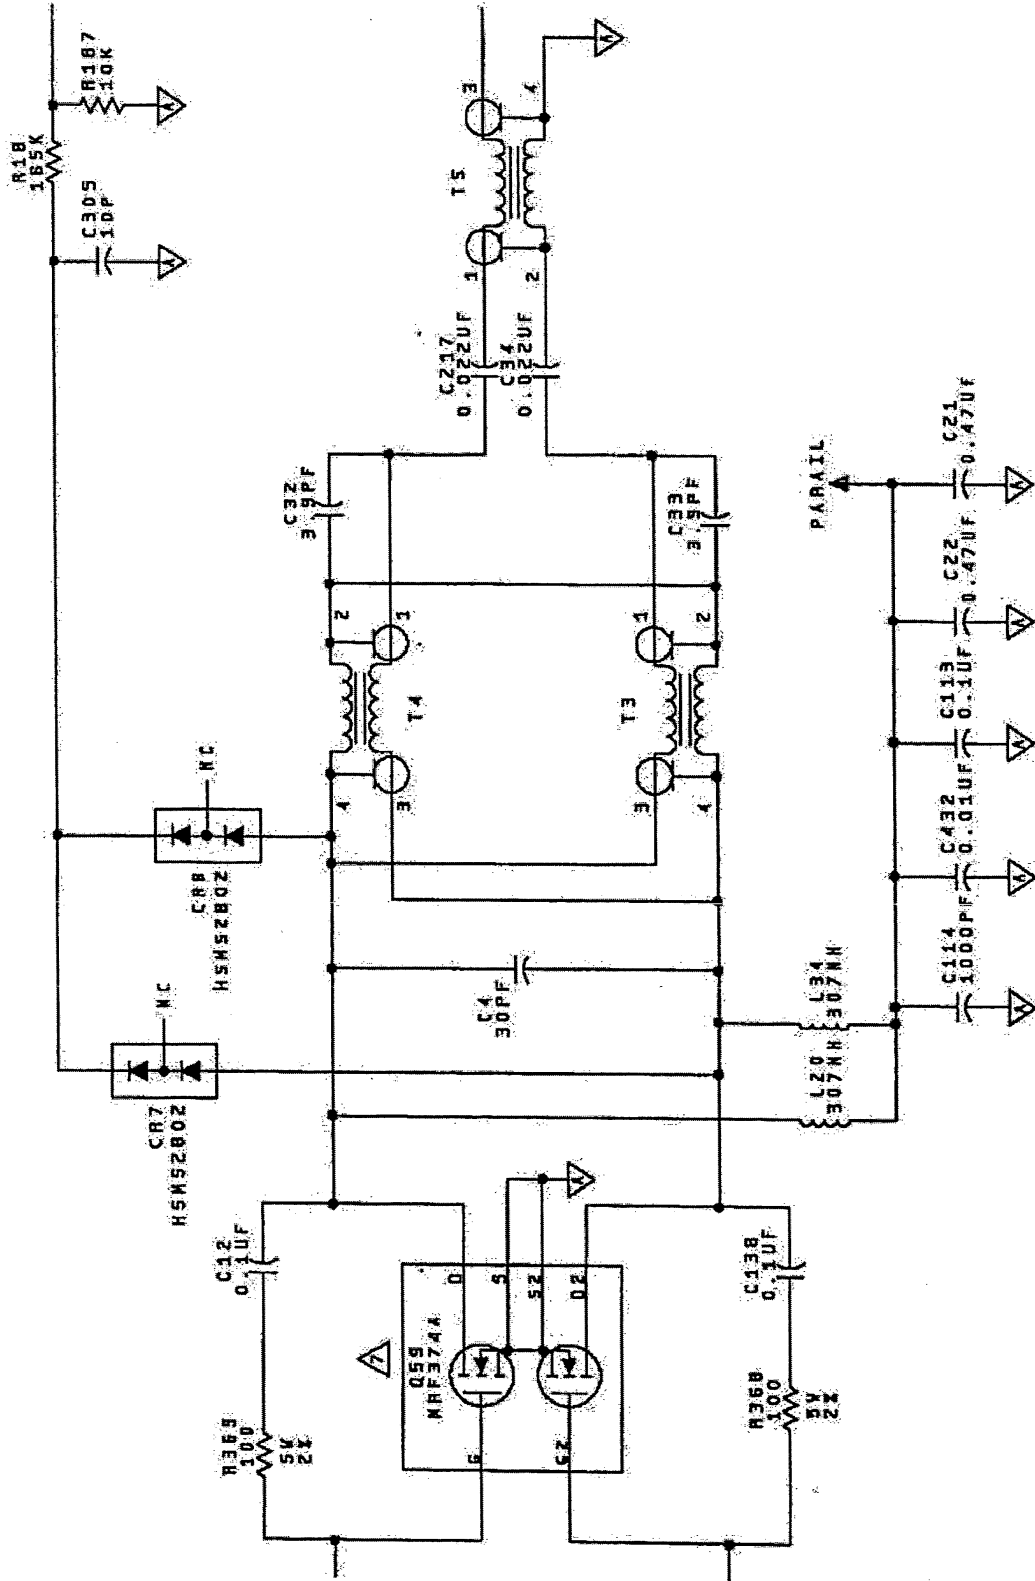 R18
165K
R187
10K
A
C305
10P
A
T5
3
4
1
2
A
C217
0.022UF
C34
0.022UF
C32
3.9PF
C33
3.9PF
PARAIL
C21
0.47UF
A
C22
0.47UF
A
C113
0.1UF
A
C432
0.01UF
A
C114
1000PF
A
T4
2
1
4
3
T3
1
2
3
4
NC
CR8
HSMS2802
NC
CR7
HSMS2802
C4
30PF
L34
307NH
L20
307NH
C12
0.1UF
C138
0.1UF
A
D
S
S2
D2
7
Q59
MRF374A
G
G2
R369
100
5W
2%
R368
100
5W
2%